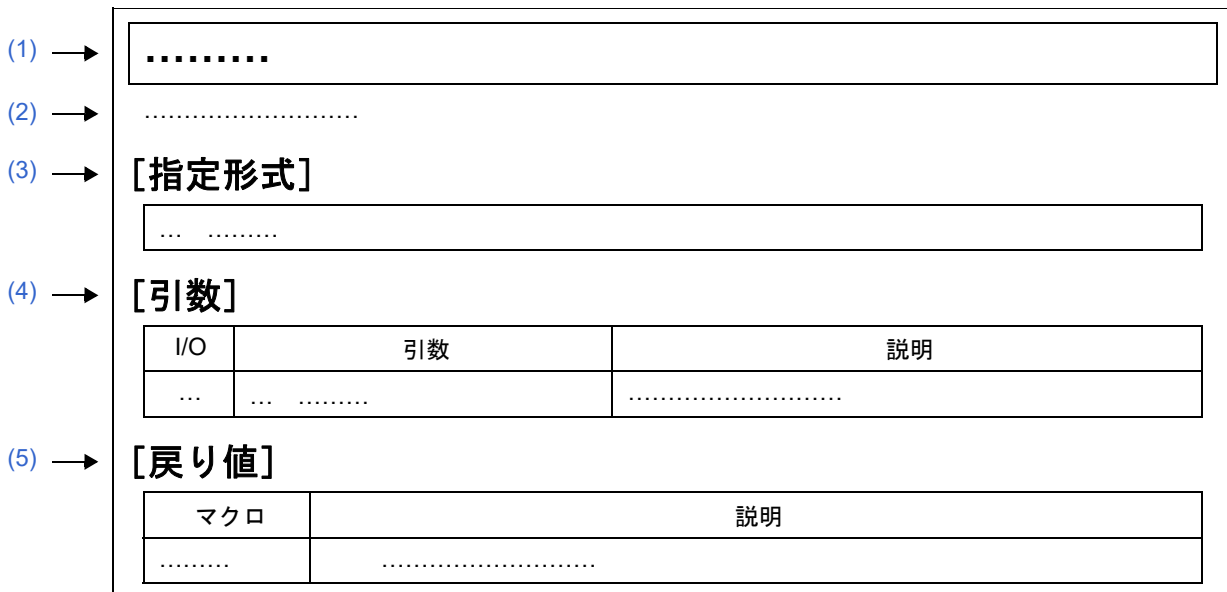 (1) .........
(2) ...........................
(3) [指定形式]
... .........
(4) [引数]
I/O 引数 説明
... ... ......... ...........................
(5) [戻り値]
マクロ 説明
......... ...........................